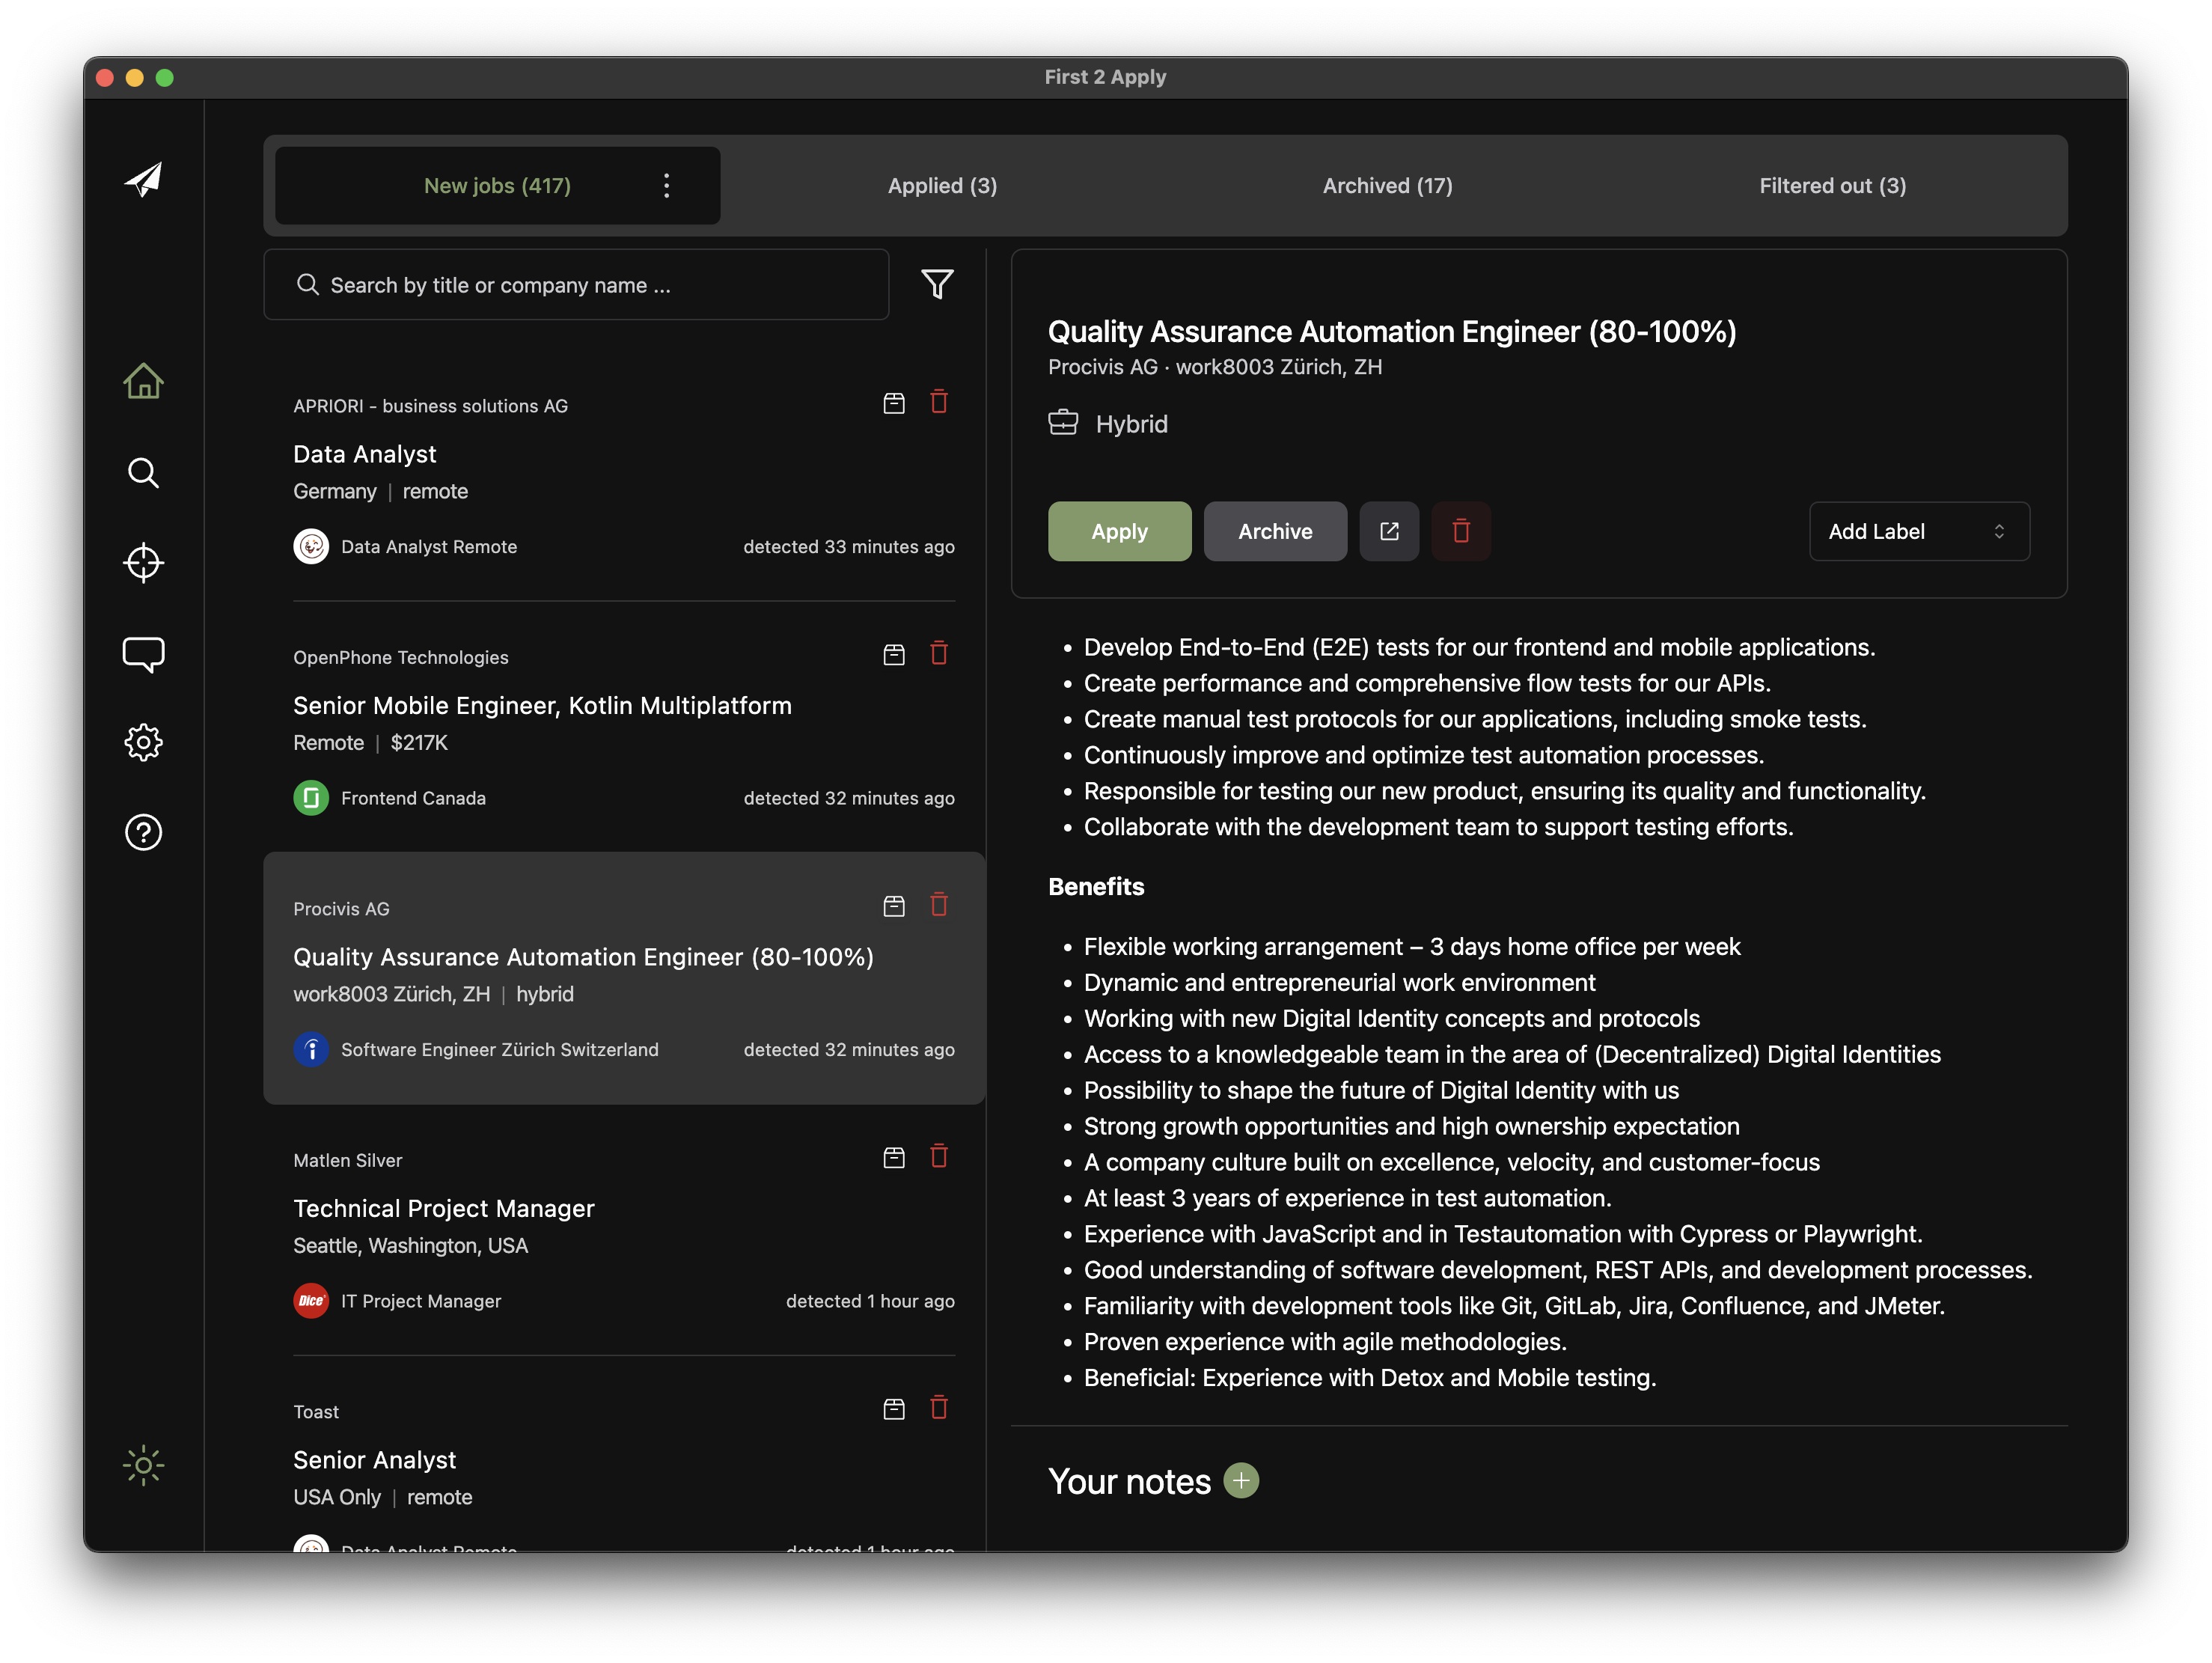 First 2 Apply
New jobs (417)
Applied (3)
Archived (17)
Filtered out (3)
Search by title or company name ...
APRIORI - business solutions AG
Data Analyst
Germany | remote
Data Analyst Remote
detected 33 minutes ago
OpenPhone Technologies
Senior Mobile Engineer, Kotlin Multiplatform
Remote | $217K
Frontend Canada
detected 32 minutes ago
Procivis AG
Quality Assurance Automation Engineer (80-100%)
work8003 Zürich, ZH | hybrid
Software Engineer Zürich Switzerland
detected 32 minutes ago
Matlen Silver
Technical Project Manager
Seattle, Washington, USA
Dice
IT Project Manager
detected 1 hour ago
Toast
Senior Analyst
USA Only | remote
Data Analyst Remote
detected 1 hour ago
Quality Assurance Automation Engineer (80-100%)
Procivis AG · work8003 Zürich, ZH
Hybrid
Apply
Archive
Add Label
• Develop End-to-End (E2E) tests for our frontend and mobile applications.
• Create performance and comprehensive flow tests for our APIs.
• Create manual test protocols for our applications, including smoke tests.
• Continuously improve and optimize test automation processes.
• Responsible for testing our new product, ensuring its quality and functionality.
• Collaborate with the development team to support testing efforts.
Benefits
• Flexible working arrangement – 3 days home office per week
• Dynamic and entrepreneurial work environment
• Working with new Digital Identity concepts and protocols
• Access to a knowledgeable team in the area of (Decentralized) Digital Identities
• Possibility to shape the future of Digital Identity with us
• Strong growth opportunities and high ownership expectation
• A company culture built on excellence, velocity, and customer-focus
• At least 3 years of experience in test automation.
• Experience with JavaScript and in Testautomation with Cypress or Playwright.
• Good understanding of software development, REST APIs, and development processes.
• Familiarity with development tools like Git, GitLab, Jira, Confluence, and JMeter.
• Proven experience with agile methodologies.
• Beneficial: Experience with Detox and Mobile testing.
Your notes